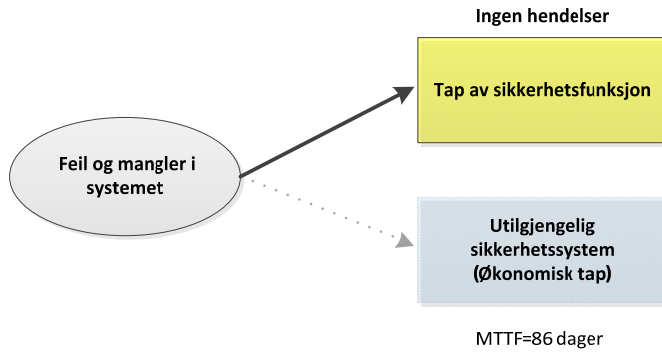 Ingen hendelser
Tap av sikkerhetsfunksjon
Feil og mangler i
systemet
Utilgjengelig
sikkerhetssystem
(Økonomisk tap)
MTTF=86 dager